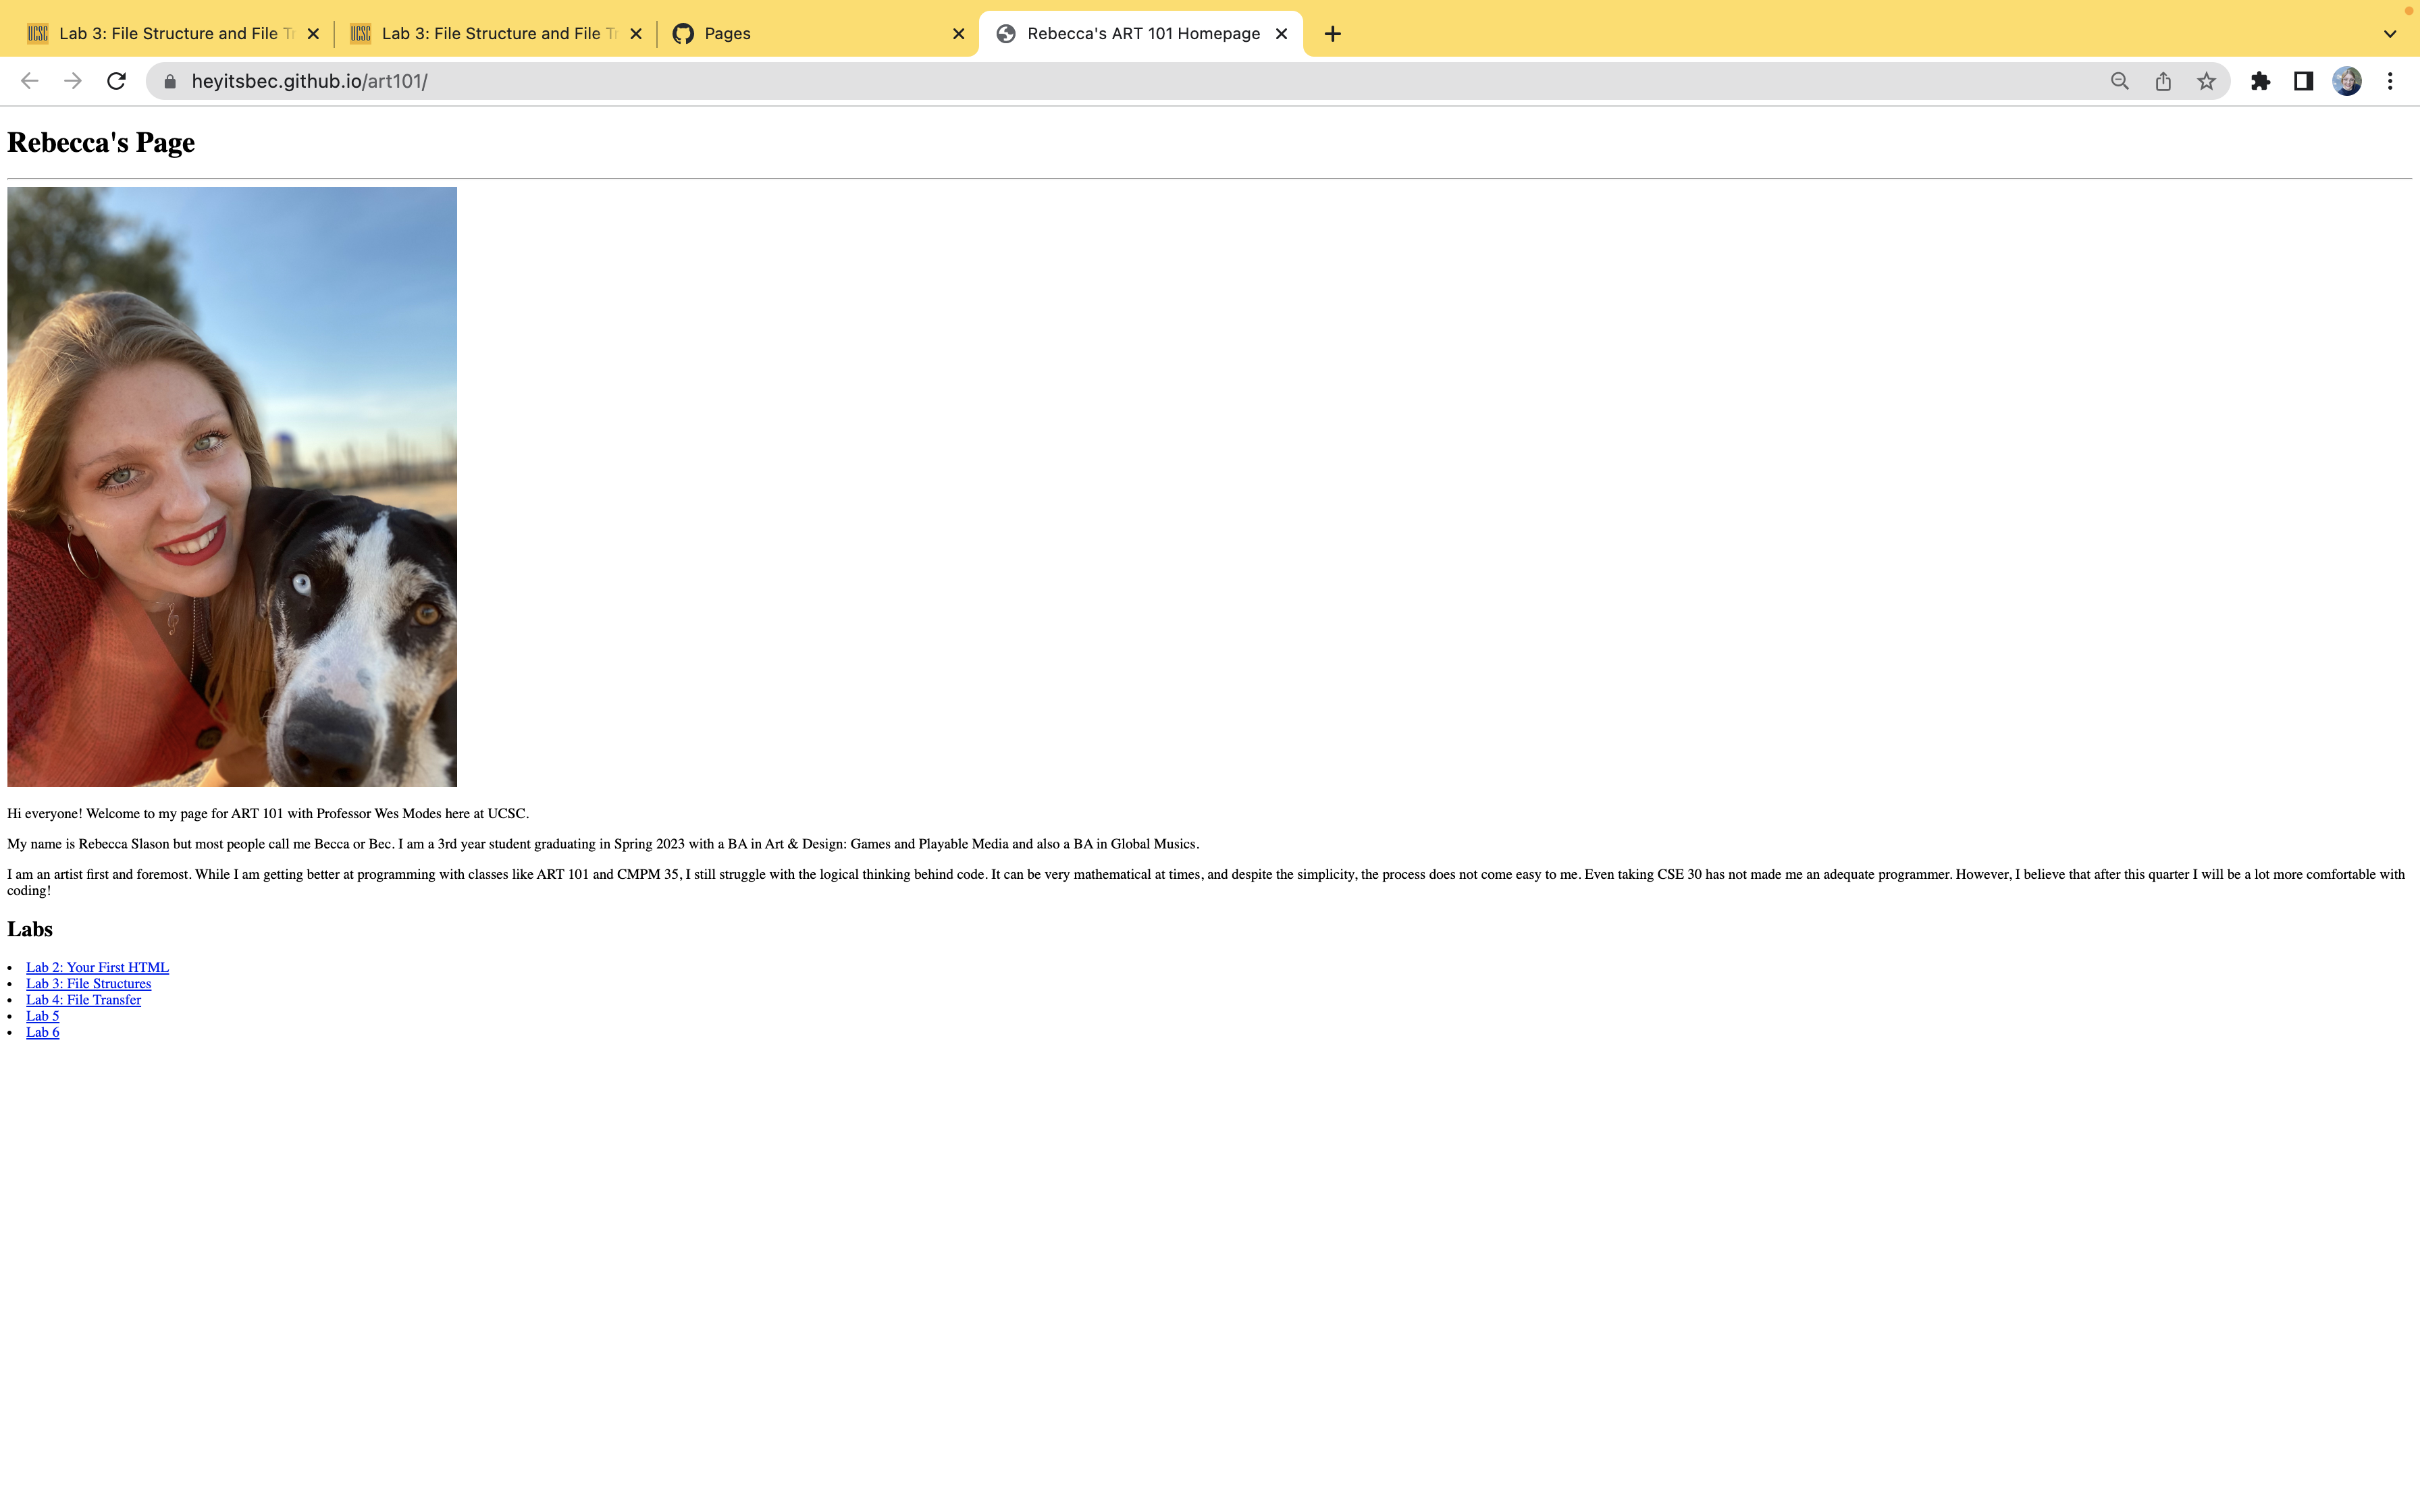 UCSC Lab 3: File Structure and File Tr UCSC Lab 3: File Structure and File Tr Pages Rebecca's ART 101 Homepage
heyitsbec.github.io/art101/
Rebecca's Page
Hi everyone! Welcome to my page for ART 101 with Professor Wes Modes here at UCSC.
My name is Rebecca Slason but most people call me Becca or Bec. I am a 3rd year student graduating in Spring 2023 with a BA in Art & Design: Games and Playable Media and also a BA in Global Musics.
I am an artist first and foremost. While I am getting better at programming with classes like ART 101 and CMPM 35, I still struggle with the logical thinking behind code. It can be very mathematical at times, and despite the simplicity, the process does not come easy to me. Even taking CSE 30 has not made me an adequate programmer. However, I believe that after this quarter I will be a lot more comfortable with
coding!
Labs
• Lab 2: Your First HTML
• Lab 3: File Structures
• Lab 4: File Transfer
• Lab 5
• Lab 6